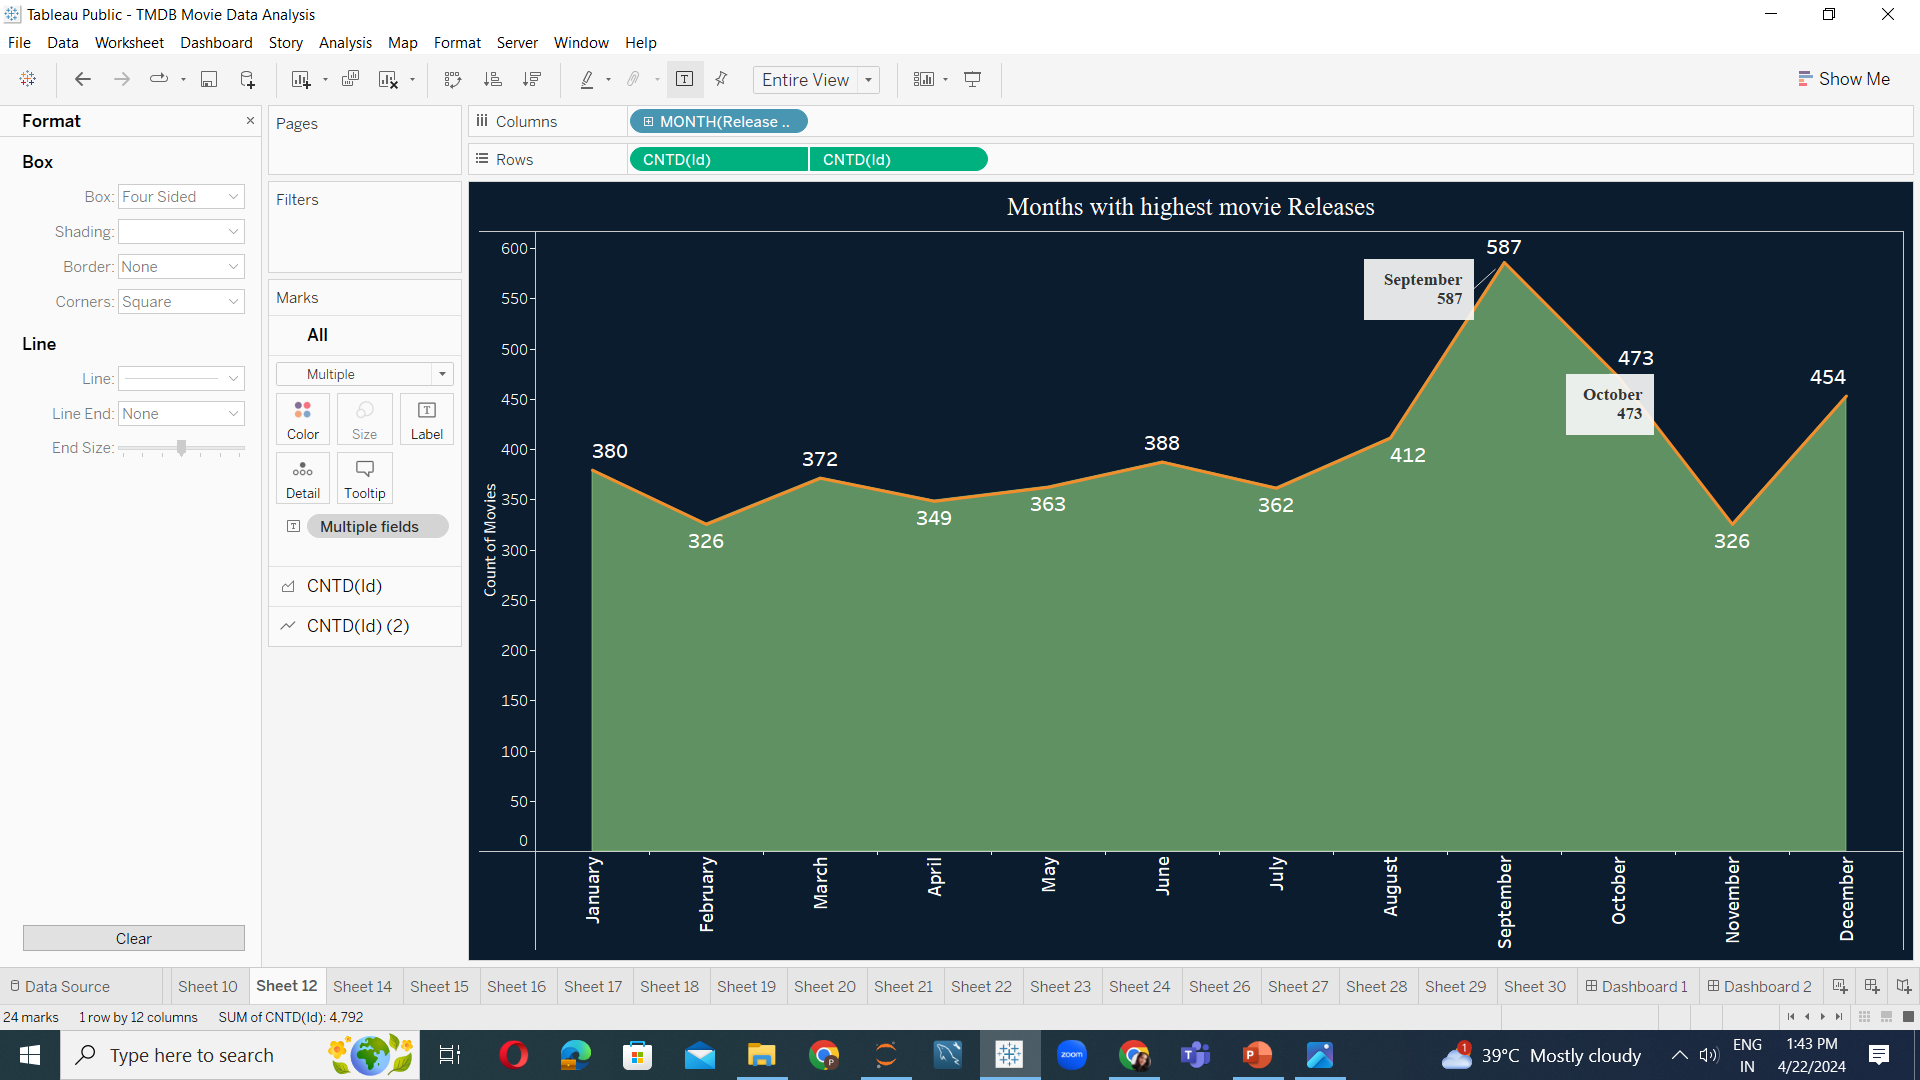 Tableau Public - TMDB Movie Data Analysis
File Data Worksheet Dashboard Story Analysis Map Format Server Window Help
Entire View
Show Me
Format
Box
Box: Four Sided
Shading:
Border: None
Corners: Square
Line
Line:
Line End: None
End Size:
Clear
Pages
Filters
Marks
All
Multiple
Color Size Label
Detail Tooltip
Multiple fields
CNTD(Id)
CNTD(Id) (2)
Columns MONTH(Release ..
Rows CNTD(Id) CNTD(Id)
Months with highest movie Releases
Count of Movies
600
550
500
450
400
350
300
250
200
150
100
50
0
380
326
372
349
363
388
362
412
587
473
326
454
September
587
October
473
January
February
March
April
May
June
July
August
September
October
November
December
Data Source Sheet 10 Sheet 12 Sheet 14 Sheet 15 Sheet 16 Sheet 17 Sheet 18 Sheet 19 Sheet 20 Sheet 21 Sheet 22 Sheet 23 Sheet 24 Sheet 26 Sheet 27 Sheet 28 Sheet 29 Sheet 30 Dashboard 1 Dashboard 2
24 marks 1 row by 12 columns SUM of CNTD(Id): 4,792
Type here to search
zoom
1
39°C Mostly cloudy
ENG
IN
1:43 PM
4/22/2024